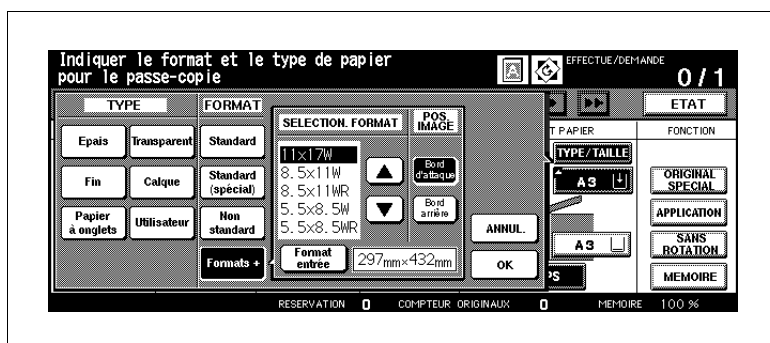 Indiquer le format et le type de papier
pour le passe-copie
EFFECTUE/DEMANDE
0/1
TYPE
FORMAT
Epais
Transparent
Standard
Fin
Calque
Standard
(spécial)
Papier
à onglets
Utilisateur
Non
standard
Formats +
SELECTION. FORMAT
POS.
IMAGE
11x17W
8.5x11W
8.5x11WR
5.5x8.5W
5.5x8.5WR
Bord
d'attaque
Bord
arrière
Format
entrée
297mm×432mm
ANNUL.
OK
ETAT
T PAPIER
FONCTION
TYPE/TAILLE
A3
A3
PS
ORIGINAL
SPECIAL
APPLICATION
SANS
ROTATION
MEMOIRE
RESERVATION 0 COMPTEUR ORIGINAUX 0 MEMOIRE 100 %